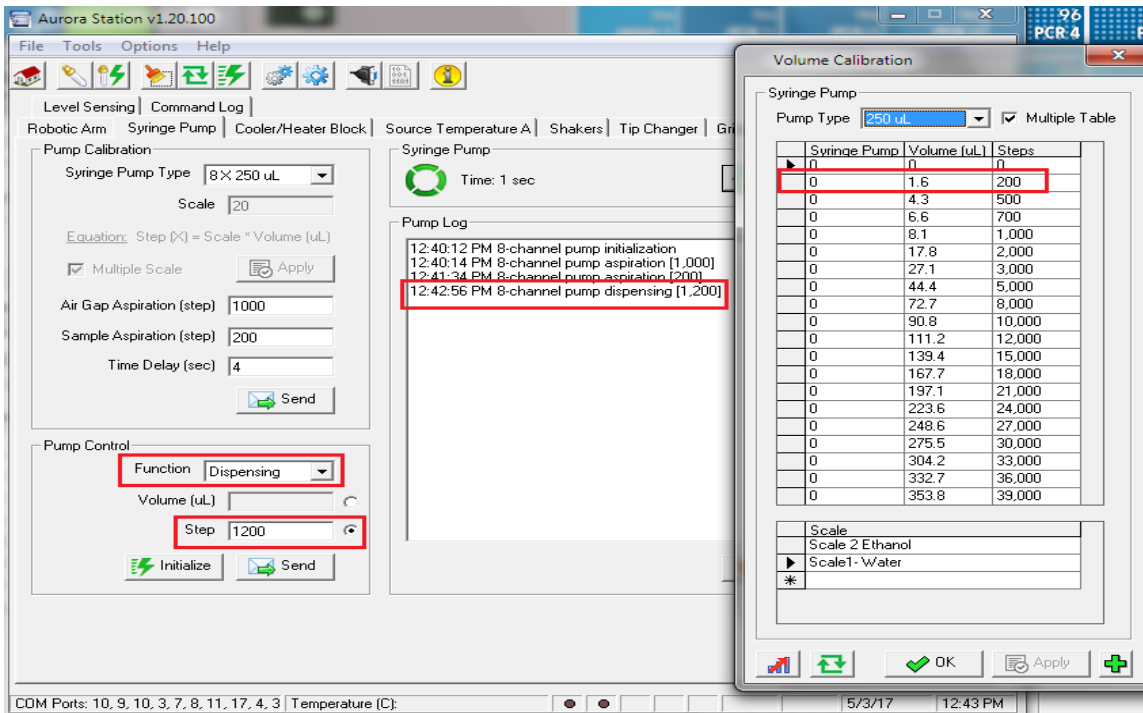 Aurora Station v1.20.100
96
PCR 4
File Tools Options Help
Level Sensing Command Log
Robotic Arm Syringe Pump Cooler/Heater Block Source Temperature A Shakers Tip Changer
Pump Calibration
Syringe Pump Type 8 X 250 uL
Scale 20
Equation: Step (X) = Scale * Volume (uL)
Multiple Scale Apply
Air Gap Aspiration (step) 1000
Sample Aspiration (step) 200
Time Delay (sec) 4
Send
Pump Control
Function Dispensing
Volume (uL)
Step 1200
Initialize Send
Syringe Pump
Time: 1 sec
Pump Log
12:40:12 PM 8-channel pump initialization
12:40:14 PM 8-channel pump aspiration [1,000]
12:41:34 PM 8-channel pump aspiration [200]
12:42:56 PM 8-channel pump dispensing [1,200]
Volume Calibration
Syringe Pump
Pump Type 250 uL Multiple Table
Syringe Pump Volume (uL) Steps
0 0 0
0 1.6 200
0 4.3 500
0 6.6 700
0 8.1 1,000
0 17.8 2,000
0 27.1 3,000
0 44.4 5,000
0 72.7 8,000
0 90.8 10,000
0 111.2 12,000
0 139.4 15,000
0 167.7 18,000
0 197.1 21,000
0 223.6 24,000
0 248.6 27,000
0 275.5 30,000
0 304.2 33,000
0 332.7 36,000
0 353.8 39,000
Scale
Scale 2 Ethanol
Scale1- Water
OK Apply
COM Ports: 10, 9, 10, 3, 7, 8, 11, 17, 4, 3 Temperature (C): 5/3/17 12:43 PM